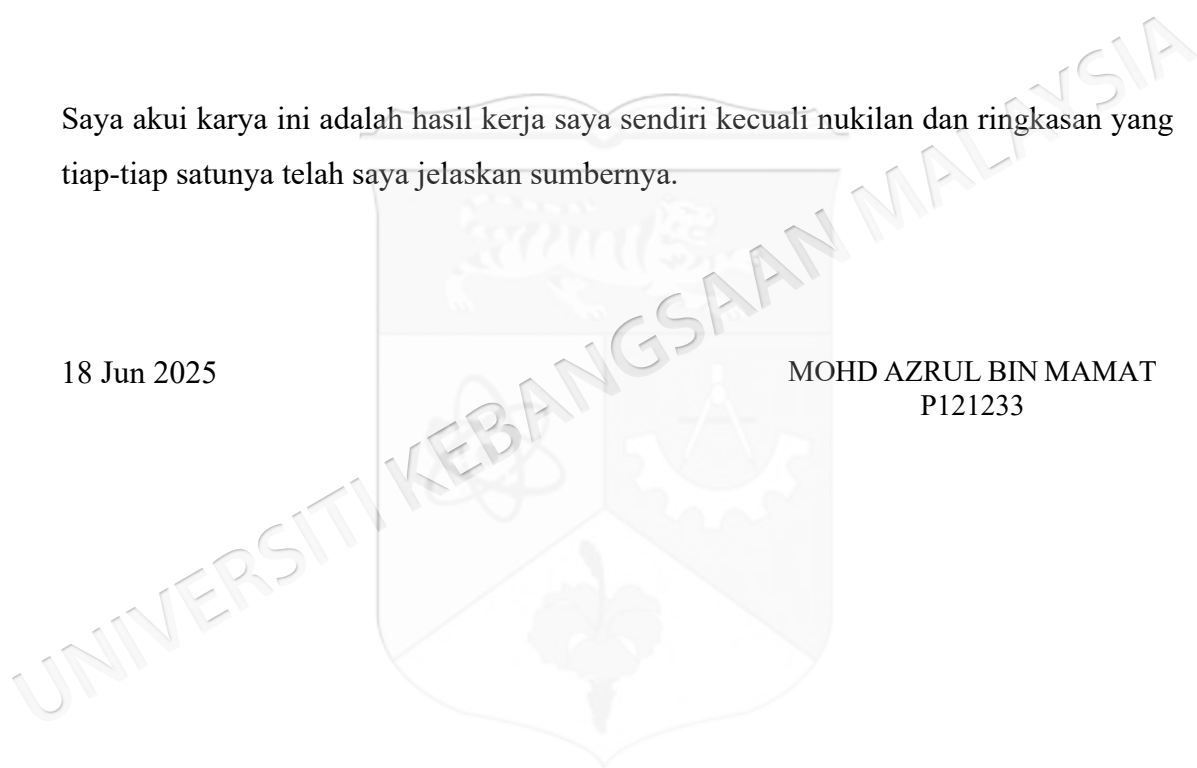 Saya akui karya ini adalah hasil kerja saya sendiri kecuali nukilan dan ringkasan yang
tiap-tiap satunya telah saya jelaskan sumbernya.
18 Jun 2025
MOHD AZRUL BIN MAMAT
P121233
UNIVERSITI KEBANGSAAN MALAYSIA